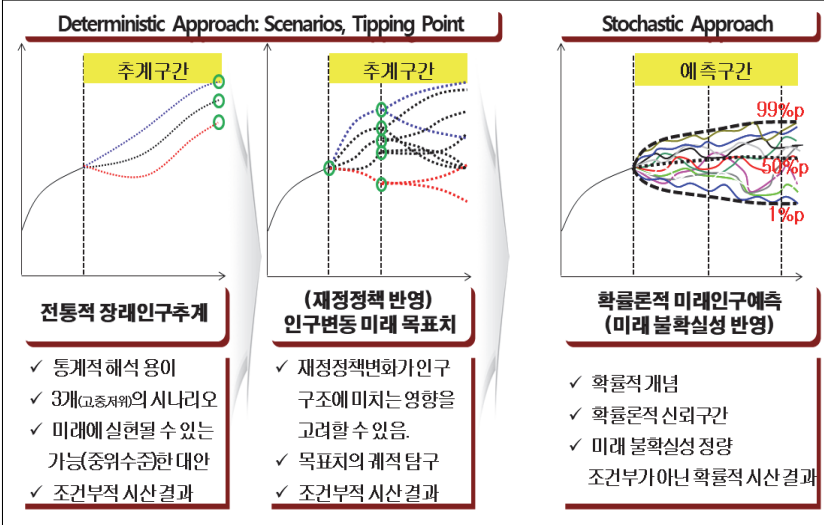 Deterministic Approach: Scenarios, Tipping Point
Stochastic Approach
추계구간
추계구간
예측구간
99%p
50%p
1%p
전통적 장래인구추계
✓ 통계적 해석 용이
✓ 3개(고,중,저위)의 시나리오
✓ 미래에 실현될 수 있는
가능(중위수준)한 대안
✓ 조건부적 시산 결과
(재정정책 반영)
인구변동 미래 목표치
✓ 재정정책변화가 인구
구조에 미치는 영향을
고려할 수 있음.
✓ 목표치의 궤적 탐구
✓ 조건부적 시산 결과
확률론적 미래인구예측
(미래 불확실성 반영)
✓ 확률적 개념
✓ 확률론적 신뢰구간
✓ 미래 불확실성 정량
조건부가 아닌 확률적 시산 결과